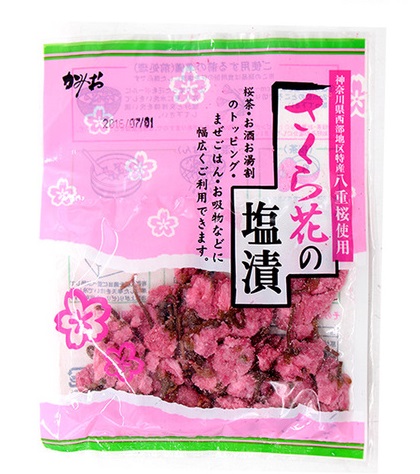 神奈川県西部地区特産八重桜使用
さくら花の
塩漬
桜茶・お酒お湯割
のトッピング・
まぜごはん・お吸物などに
幅広くご利用できます。
2016/07/01